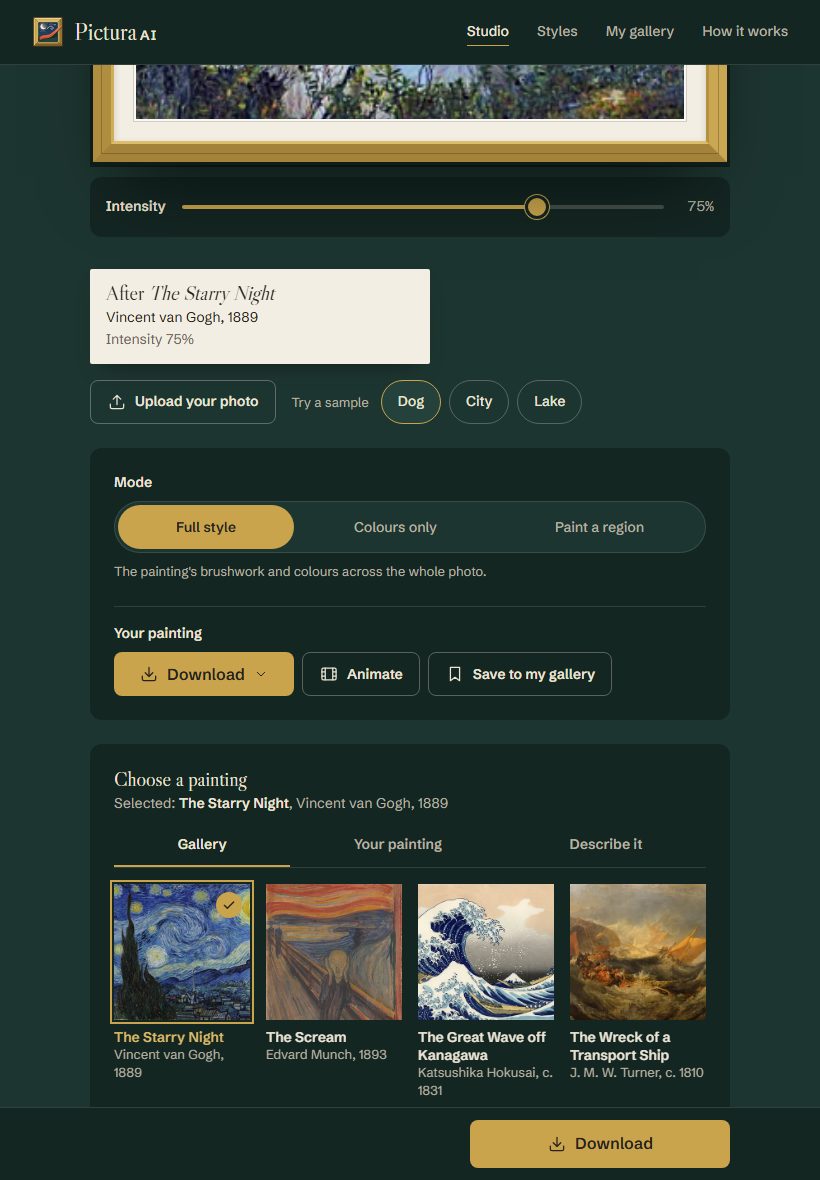 Pictura AI
Studio Styles My gallery How it works
Intensity 75%
After The Starry Night
Vincent van Gogh, 1889
Intensity 75%
Upload your photo Try a sample Dog City Lake
Mode
Full style Colours only Paint a region
The painting's brushwork and colours across the whole photo.
Your painting
Download Animate Save to my gallery
Choose a painting
Selected: The Starry Night, Vincent van Gogh, 1889
Gallery Your painting Describe it
The Starry Night
Vincent van Gogh,
1889
The Scream
Edvard Munch, 1893
The Great Wave off
Kanagawa
Katsushika Hokusai, c.
1831
The Wreck of a
Transport Ship
J. M. W. Turner, c. 1810
Download